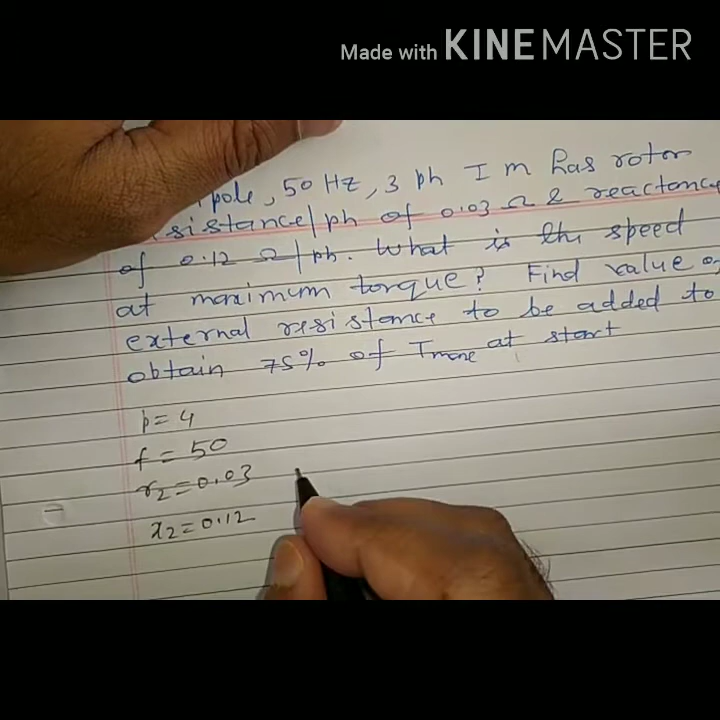 Made with KINEMASTER
pole, 50 Hz, 3 ph I m has rotor
sistance/ph of 0.03 Ω & reactance
of 0.12 Ω/ph. What is the speed
at maximum torque? Find value of
external resistance to be added to
obtain 75% of Tmax at start
p = 4
f = 50
r2 = 0.03
x2 = 0.12